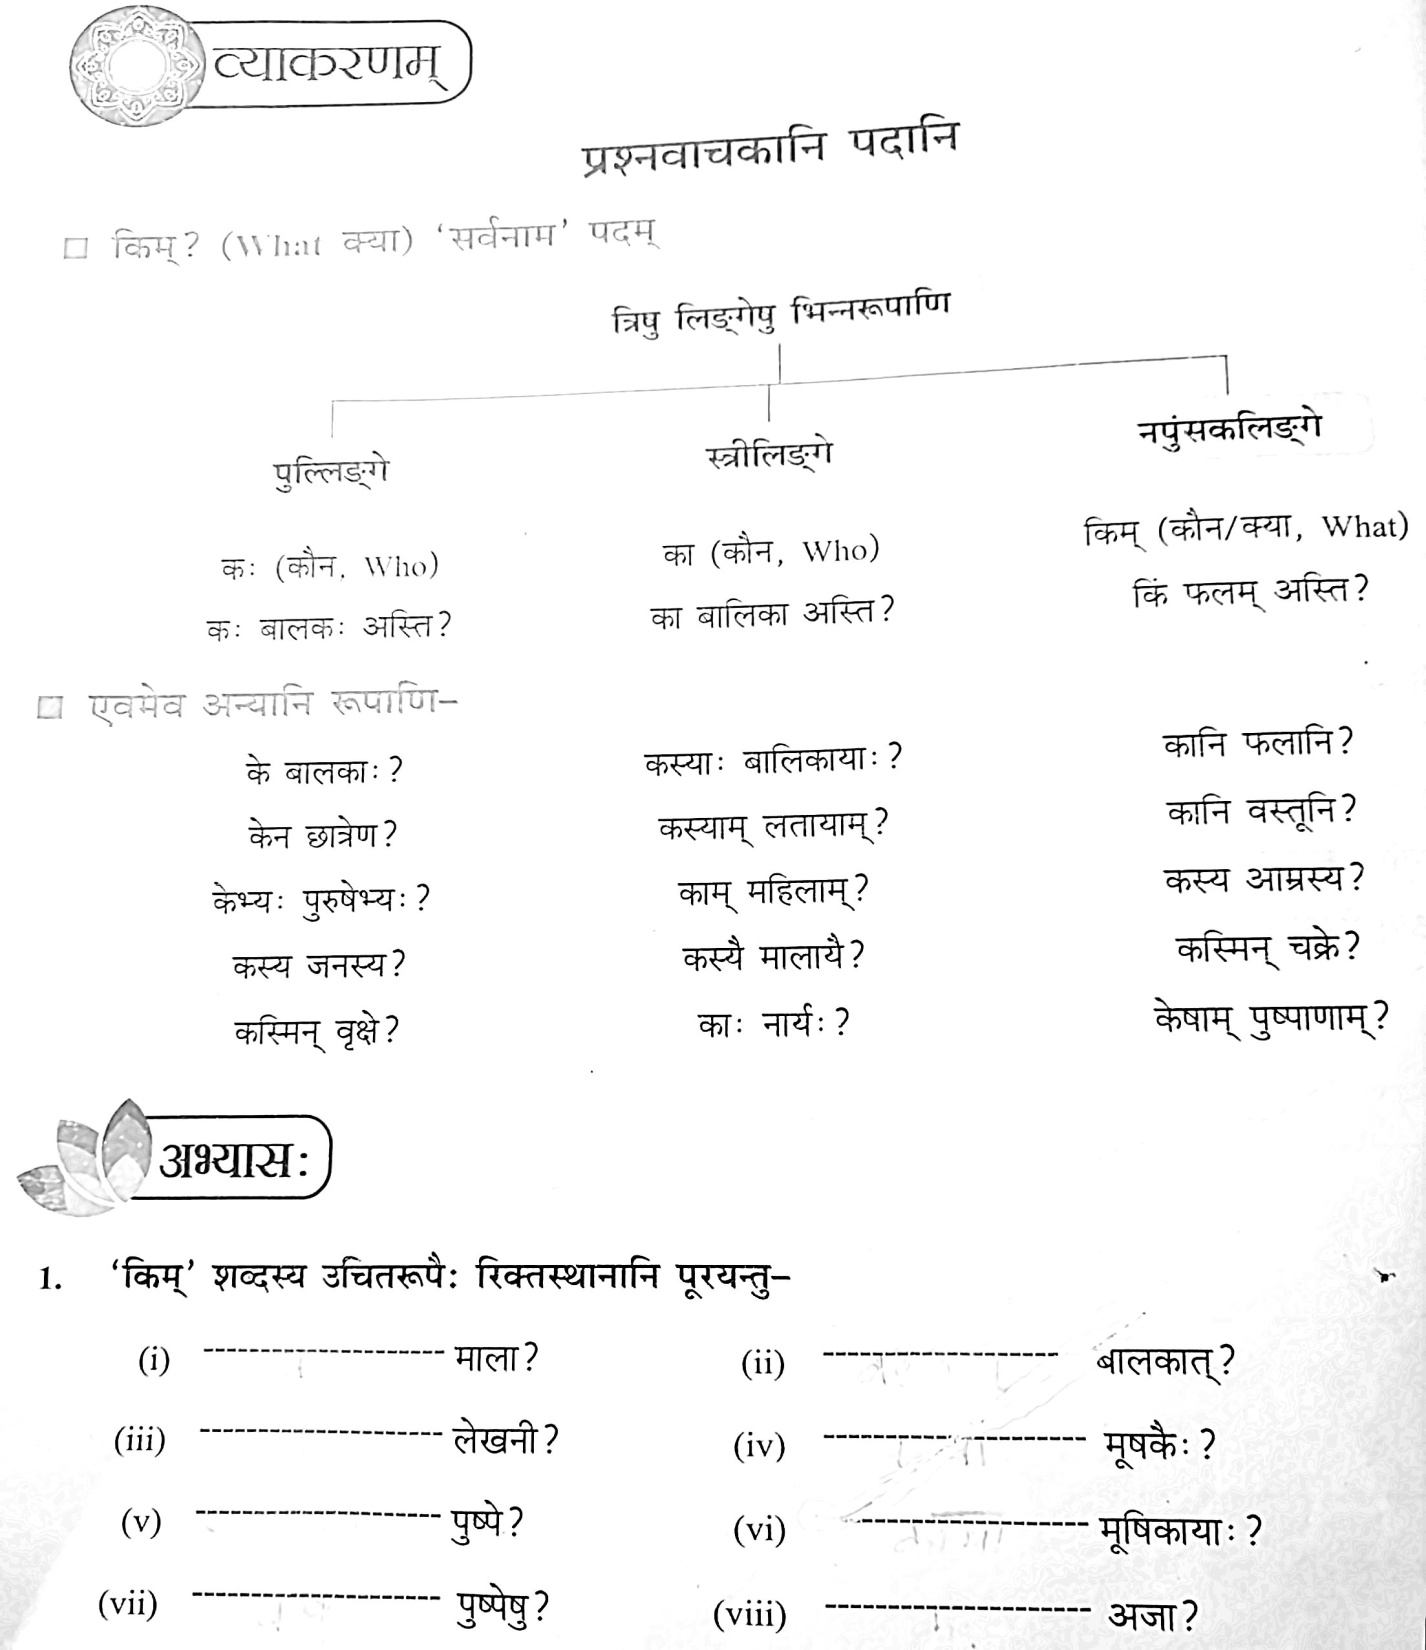 व्याकरणम्
प्रश्नवाचकानि पदानि
□ किम्? (What क्या) ‘सर्वनाम’ पदम्
त्रिषु लिङ्गेषु भिन्नरूपाणि
पुल्लिङ्गे स्त्रीलिङ्गे नपुंसकलिङ्गे
कः (कौन, Who) का (कौन, Who) किम् (कौन/क्या, What)
कः बालकः अस्ति? का बालिका अस्ति? किं फलम् अस्ति?
□ एवमेव अन्यानि रूपाणि–
के बालकाः? कस्याः बालिकायाः? कानि फलानि?
केन छात्रेण? कस्याम् लतायाम्? कानि वस्तूनि?
केभ्यः पुरुषेभ्यः? काम् महिलाम्? कस्य आम्रस्य?
कस्य जनस्य? कस्यै मालायै? कस्मिन् चक्रे?
कस्मिन् वृक्षे? काः नार्यः? केषाम् पुष्पाणाम्?
अभ्यासः
1. ‘किम्’ शब्दस्य उचितरूपैः रिक्तस्थानानि पूरयन्तु–
(i) --------------------- माला? (ii) --------------------- बालकात्?
(iii) --------------------- लेखनी? (iv) --------------------- मूषकैः?
(v) --------------------- पुष्पे? (vi) --------------------- मूषिकायाः?
(vii) --------------------- पुष्पेषु? (viii) --------------------- अजा?